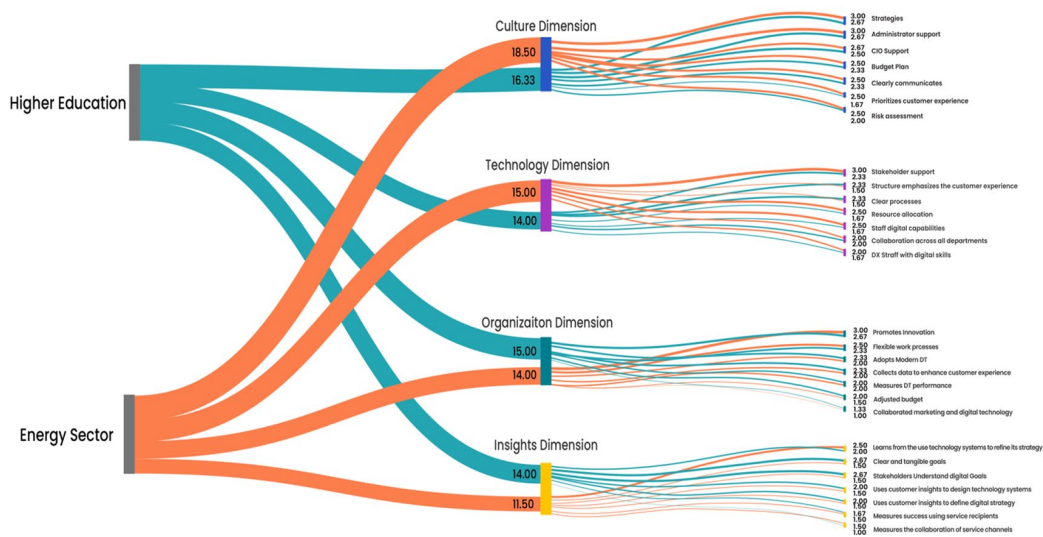 Higher Education
Energy Sector
Culture Dimension
18.50
16.33
3.00
2.67
Strategies
3.00
2.67
Administrator support
2.67
2.50
CIO Support
2.50
2.33
Budget Plan
2.50
2.33
Clearly communicates
2.50
1.67
Prioritizes customer experience
2.50
2.00
Risk assessment
Technology Dimension
15.00
14.00
3.00
2.33
Stakeholder support
2.33
1.50
Structure emphasizes the customer experience
2.33
1.50
Clear processes
2.50
1.67
Resource allocation
2.50
1.67
Staff digital capabilities
2.00
2.00
Collaboration across all departments
2.00
1.67
DX Straff with digital skills
Organizaiton Dimension
15.00
14.00
3.00
2.67
Promotes Innovation
2.50
2.33
Flexible work prcesses
2.33
2.00
Adopts Modern DT
2.33
2.00
Collects data to enhance customer experience
2.00
2.00
Measures DT performance
2.00
1.50
Adjusted budget
1.33
1.00
Collaborated marketing and digital technology
Insights Dimension
14.00
11.50
2.50
2.00
Learns from the use technology systems to refine its strategy
2.67
1.50
Clear and tangible goals
2.67
1.50
Stakeholders Understand digital Goals
2.00
1.50
Uses customer insights to design technology systems
2.00
1.50
Uses customer insights to define digital strategy
1.67
1.50
Measures success using service recipients
1.50
1.00
Measures the collaboration of service channels